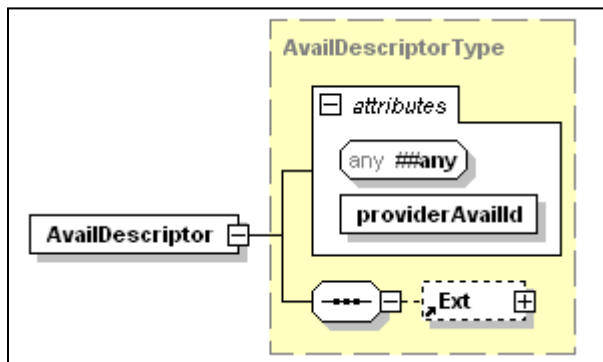 AvailDescriptorType
attributes
any ##any
providerAvailId
AvailDescriptor
Ext